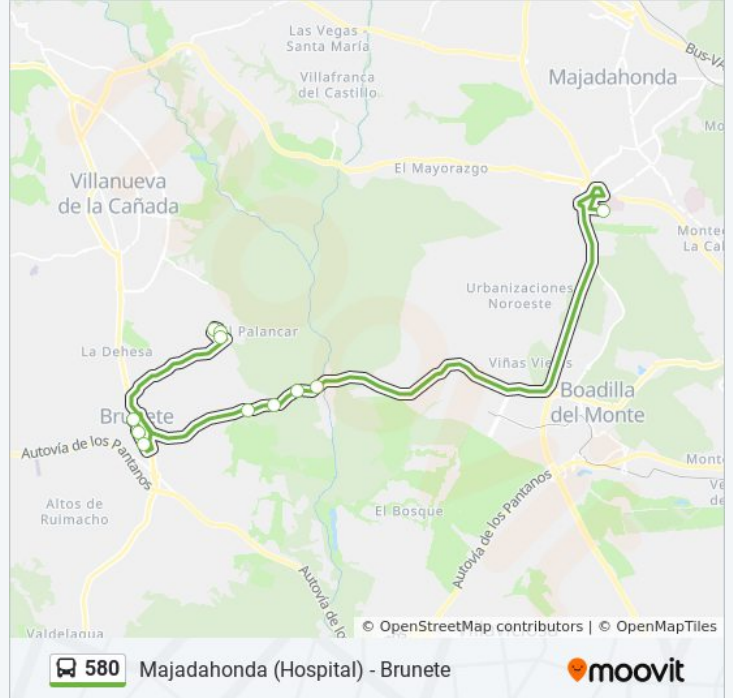 Las Vegas
Santa María
Bus-VA
Villafranca
del Castillo
Majadahonda
Mo
El Mayorazgo
Villanueva
de la Cañada
Monte
La Cal
Urbanizaciones
Noroeste
El Palancar
La Dehesa
Viñas Viejas
Boadilla
del Monte
Brunete
Autovía de los Pantanos
Monte
Ve
de
Altos de
Ruimacho
El Bosque
Autovía de los Pantanos
Autovía de lo
© OpenStreetMap contributors | © OpenMapTiles
Valdelagua
580 Majadahonda (Hospital) - Brunete
moovit